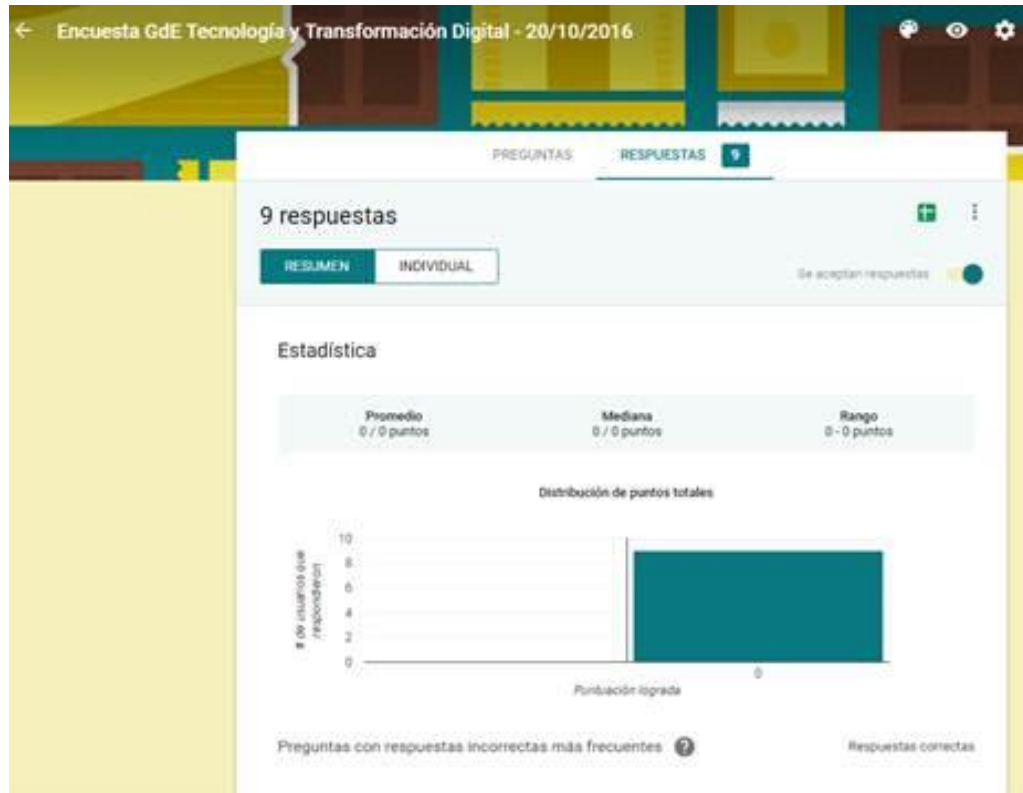 Encuesta GdE Tecnología y Transformación Digital - 20/10/2016
PREGUNTAS RESPUESTAS 9
9 respuestas
RESUMEN INDIVIDUAL
Se aceptan respuestas
Estadística
Promedio Mediana Rango
0 / 0 puntos 0 / 0 puntos 0 - 0 puntos
Distribución de puntos totales
# de usuarios que
respondieron
10
8
6
4
2
0
0
Puntuación lograda
Preguntas con respuestas incorrectas más frecuentes ? Respuestas correctas